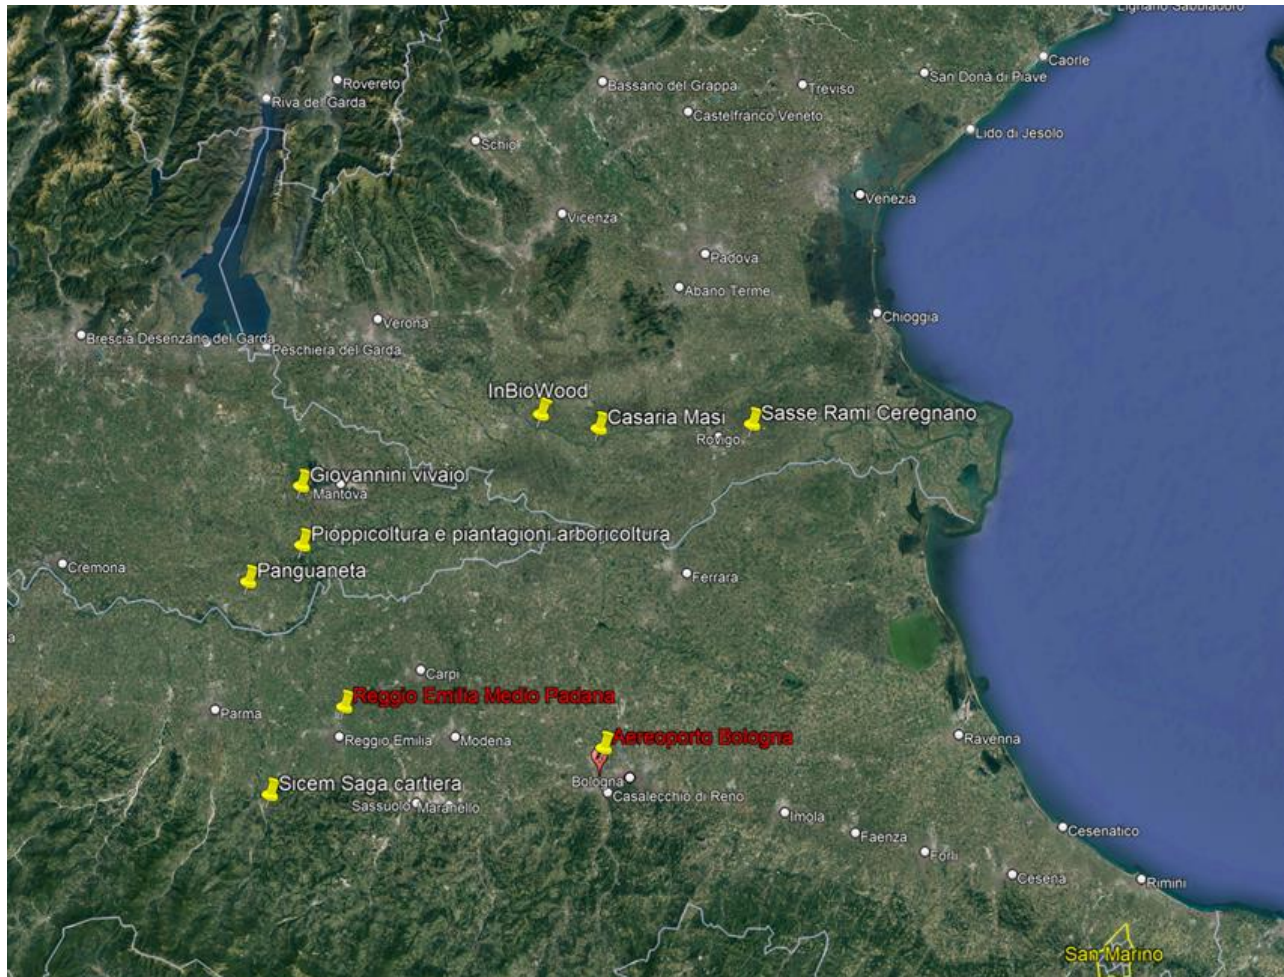 Lignano Sabbiadoro
Caorle
Rovereto
Bassano del Grappa
Treviso
San Donà di Piave
Riva del Garda
Castelfranco Veneto
Lido di Jesolo
Schio
Venezia
Vicenza
Padova
Abano Terme
Chioggia
Verona
Brescia
Desenzano del Garda
Peschiera del Garda
InBioWood
Casaria Masi
Sasse Rami Ceregnano
Rovigo
Giovannini vivaio
Mantova
Pioppicoltura e piantagioni.arboricoltura
Cremona
Panguaneta
Ferrara
a
Carpi
Reggio Emilia Medio Padana
Parma
Reggio Emilia
Modena
Aereoporto Bologna
Ravenna
Bologna
Sicem Saga cartiera
Casalecchio di Reno
Sassuolo
Maranello
Imola
Cesenatico
Faenza
Forlì
Cesena
Rimini
San Marino